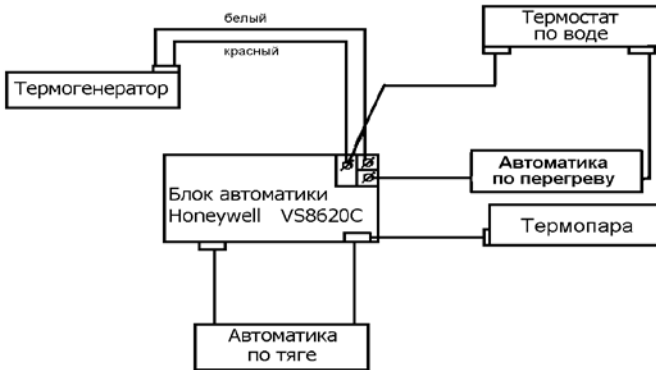 белый
красный
Термогенератор
Термостат
по воде
Автоматика
по перегреву
Блок автоматики
Honeywell VS8620C
Термопара
Автоматика
по тяге